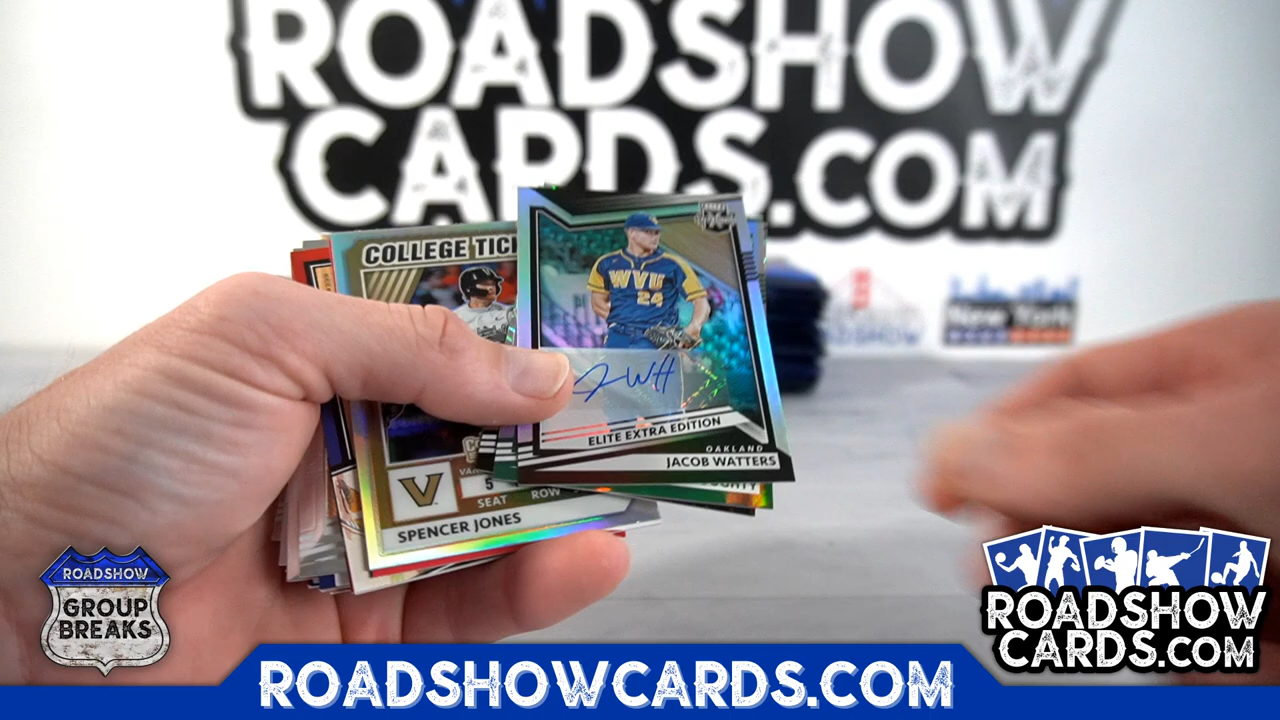 ROADSHOW
CARDS.COM
COLLEGE TICK
WVU
24
ELITE EXTRA EDITION
OAKLAND
JACOB WATTERS
V
5
SEAT ROW
SPENCER JONES
New York
ROADSHOW
GROUP
BREAKS
ROADSHOW
CARDS.COM
ROADSHOWCARDS.COM